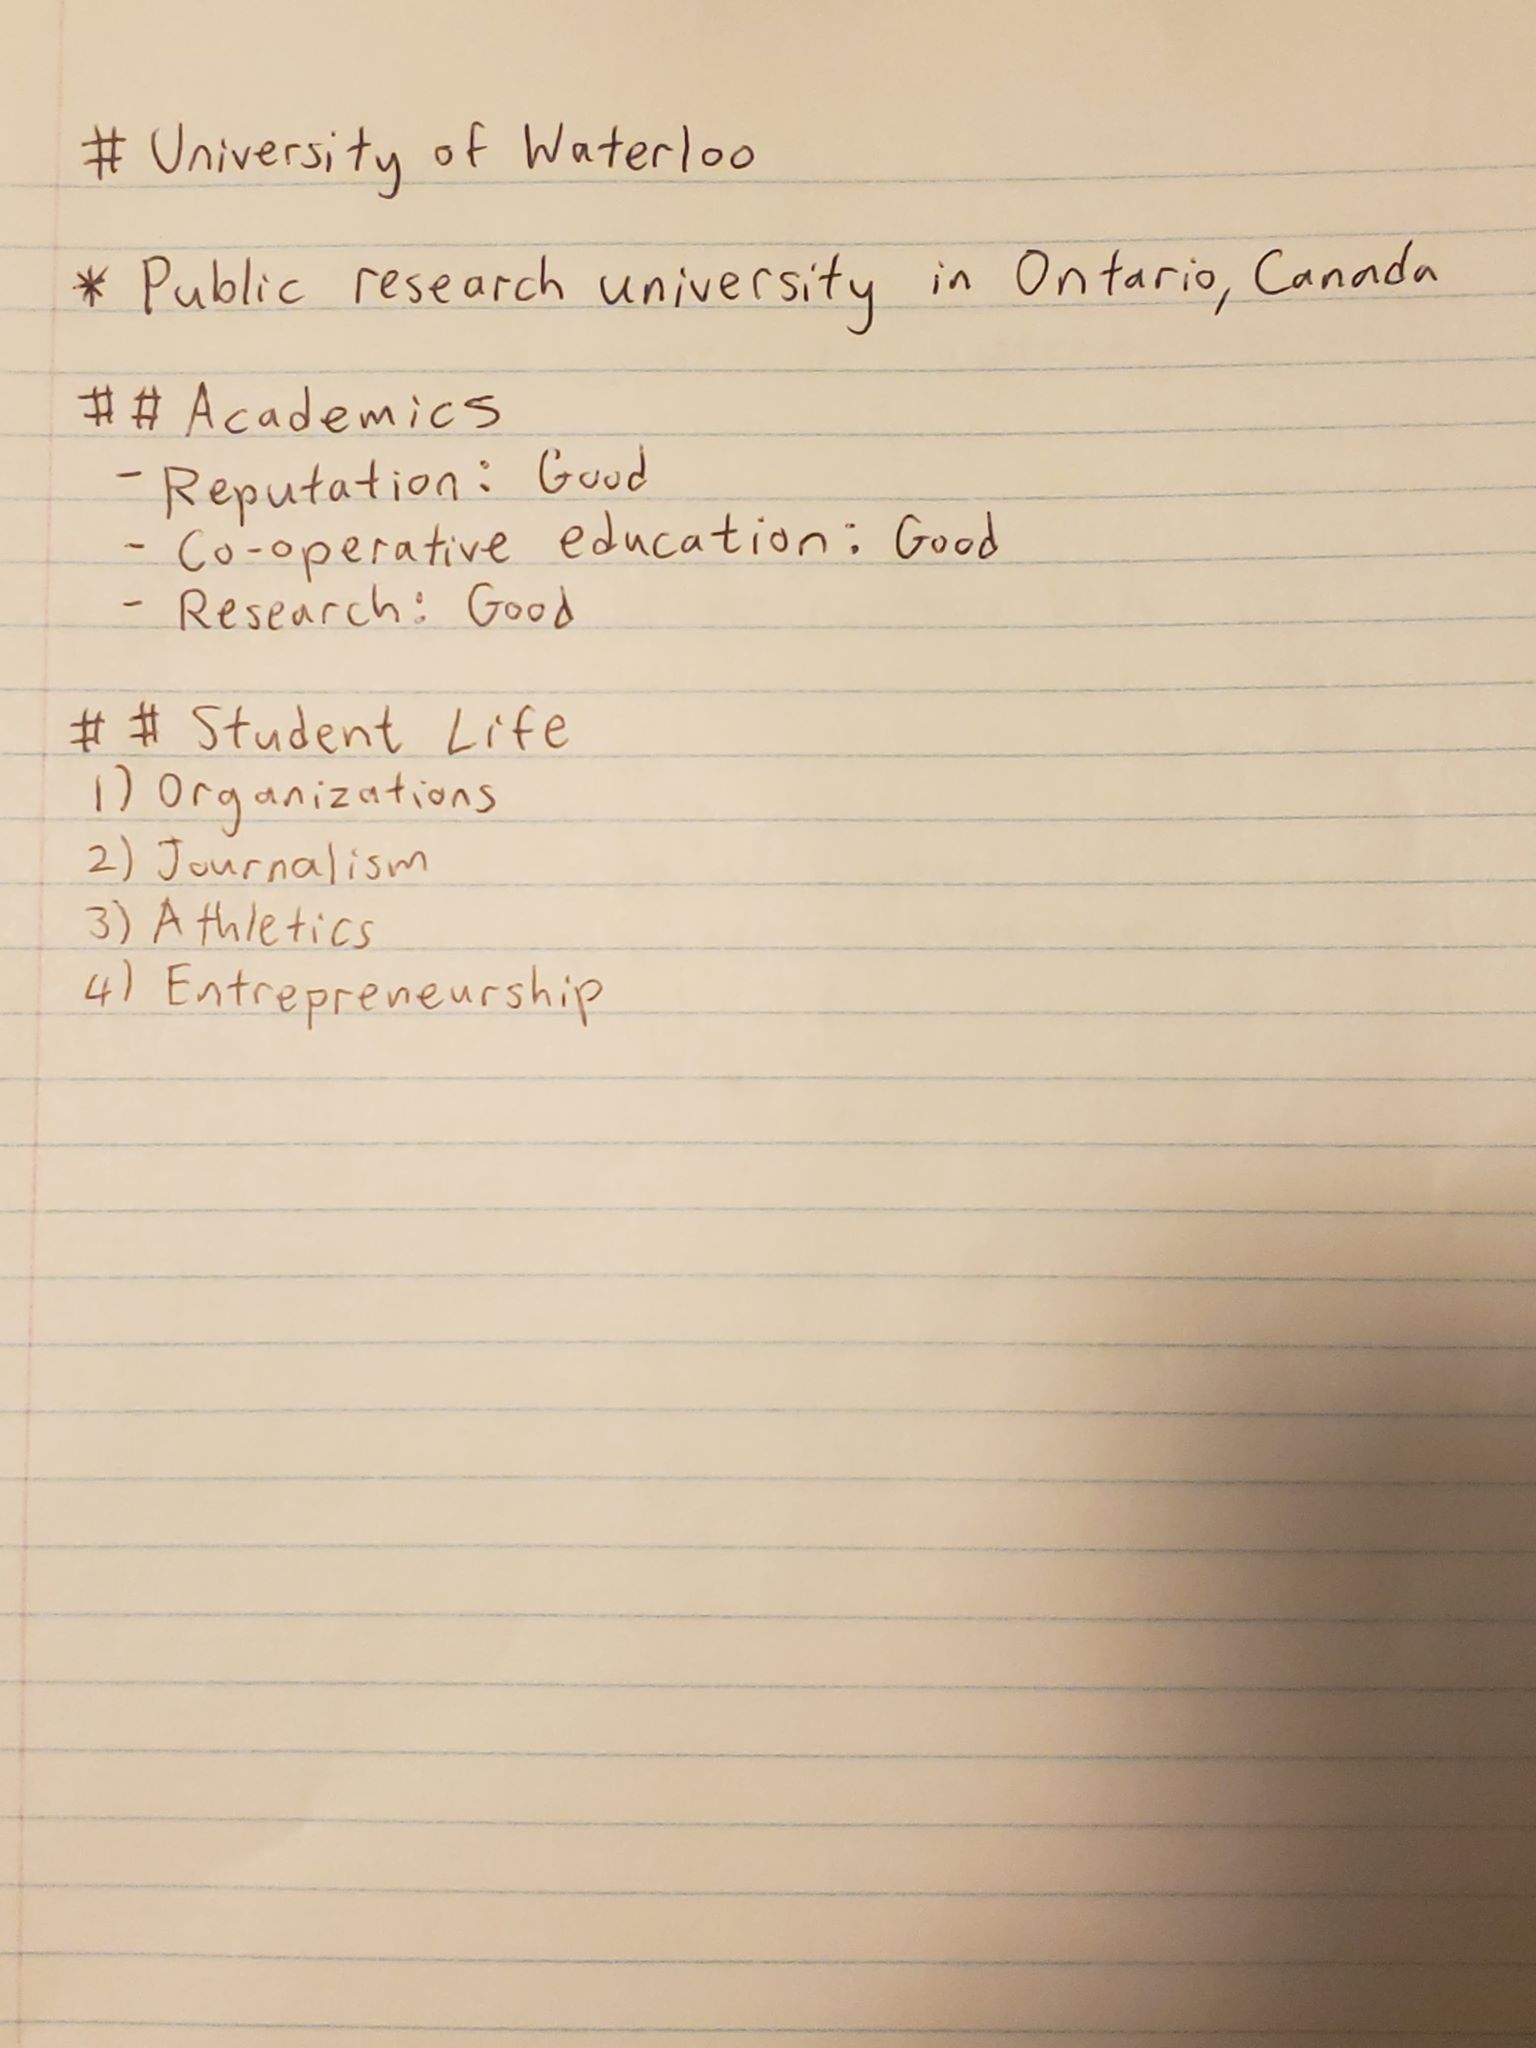 # University of Waterloo
* Public research university in Ontario, Canada
## Academics
- Reputation: Good
- Co-operative education: Good
- Research: Good
## Student Life
1) Organizations
2) Journalism
3) Athletics
4) Entrepreneurship